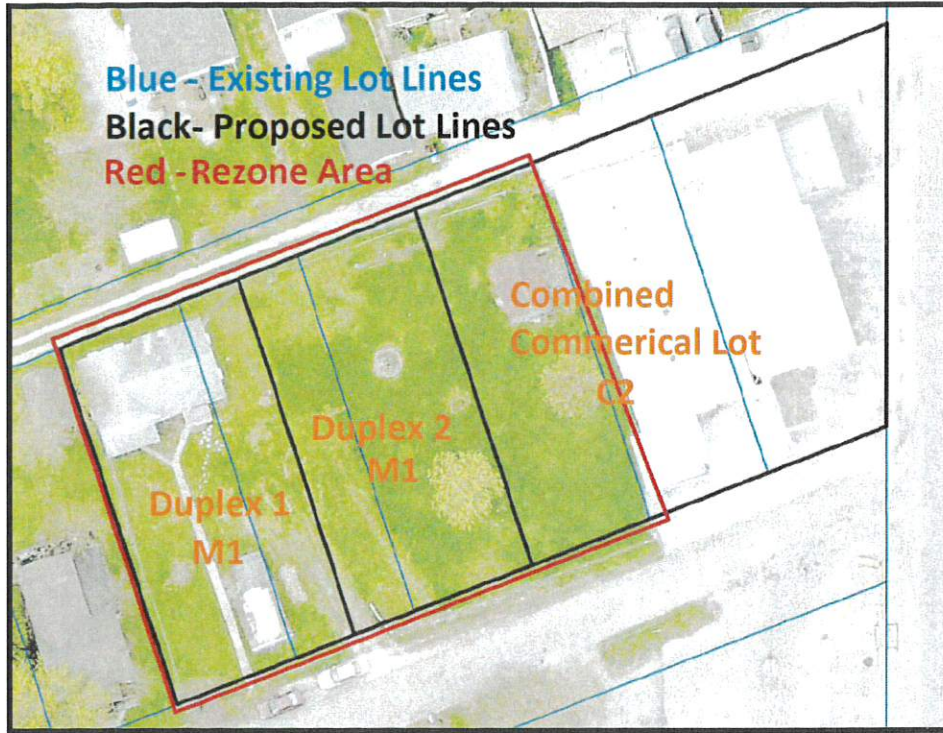 Blue - Existing Lot Lines
Black- Proposed Lot Lines
Red -Rezone Area
Combined
Commerical Lot
C2
Duplex 2
M1
Duplex 1
M1